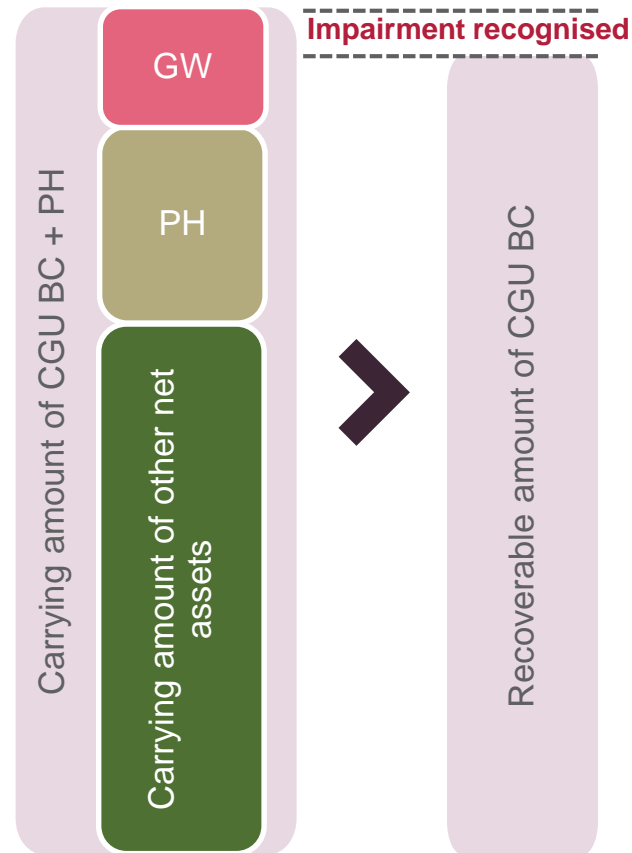 Impairment recognised
GW
PH
Carrying amount of CGU BC + PH
Carrying amount of other net
assets
Recoverable amount of CGU BC